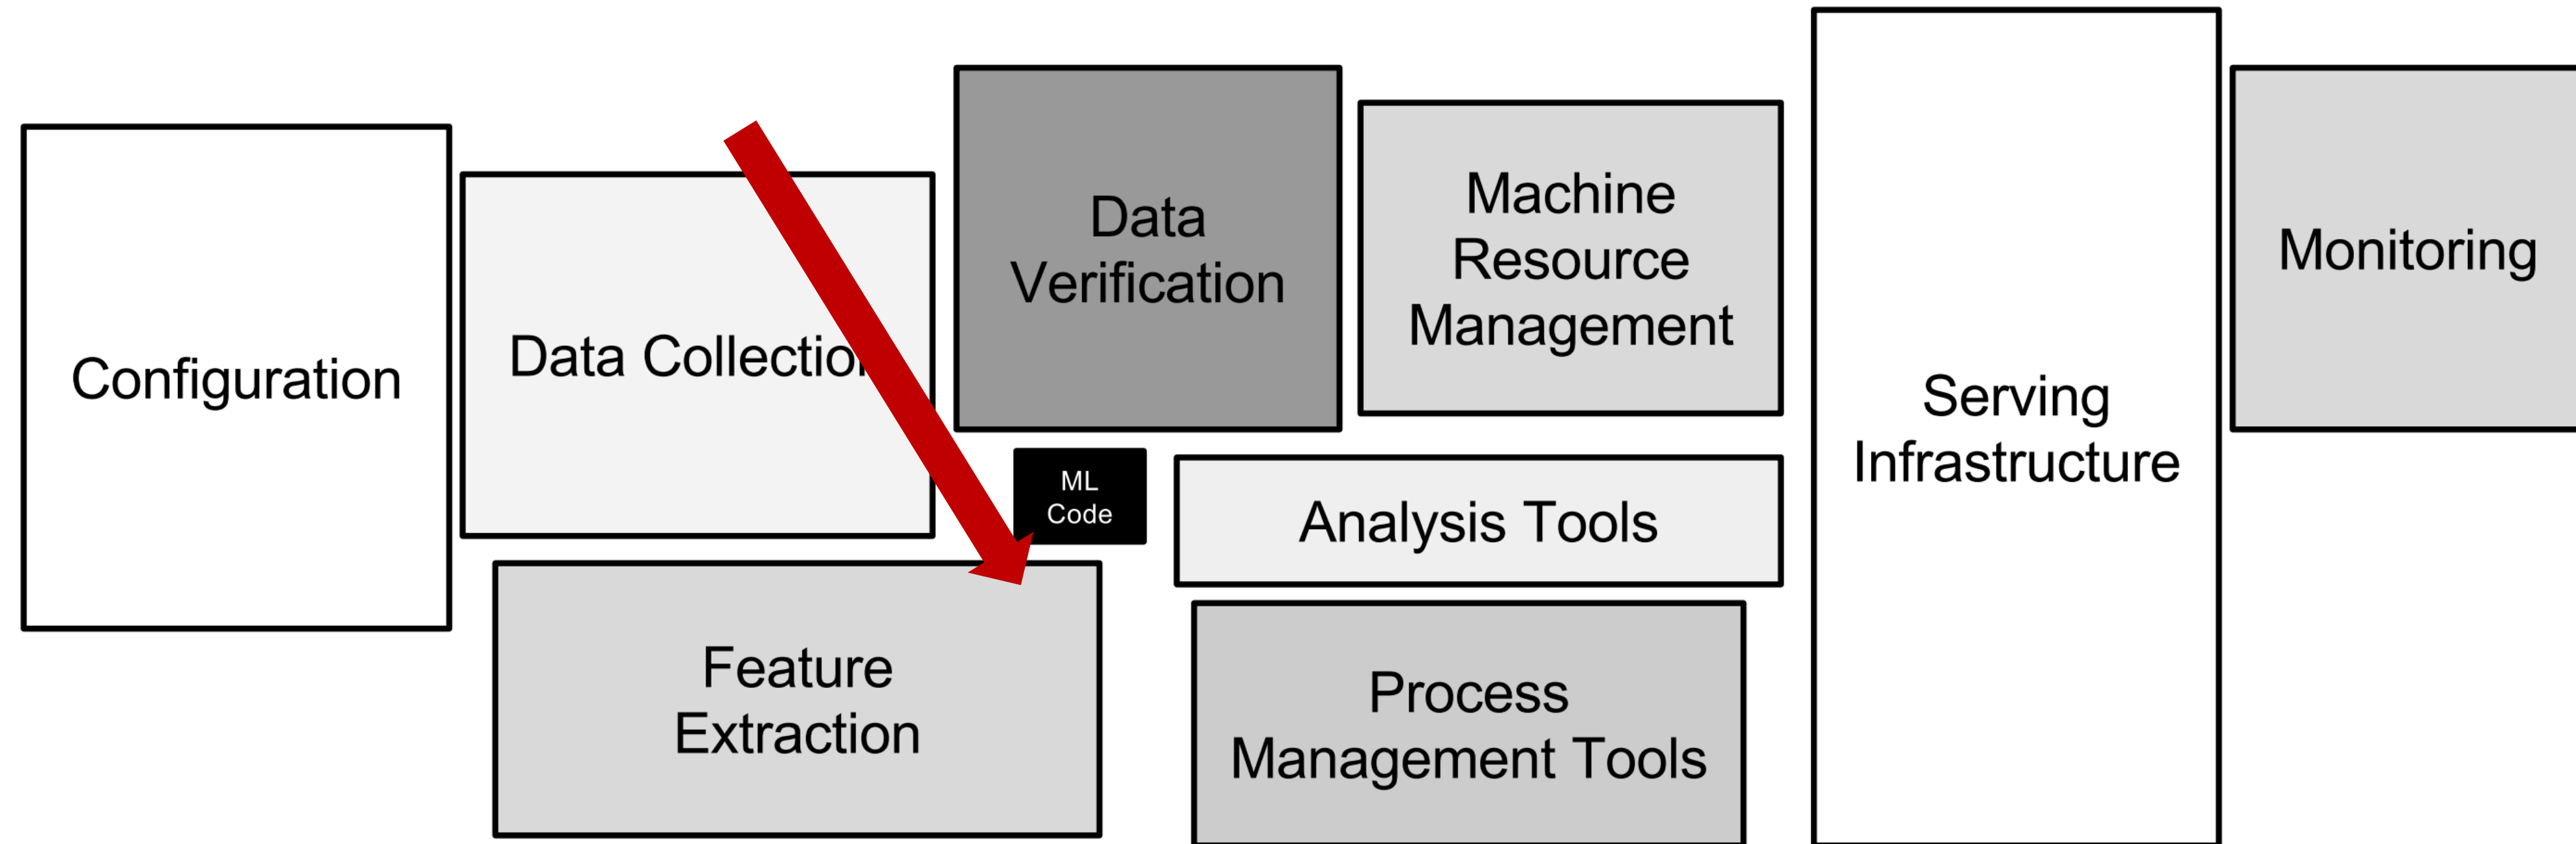 Configuration
Data Collection
Feature
Extraction
Data
Verification
ML
Code
Machine
Resource
Management
Analysis Tools
Process
Management Tools
Serving
Infrastructure
Monitoring